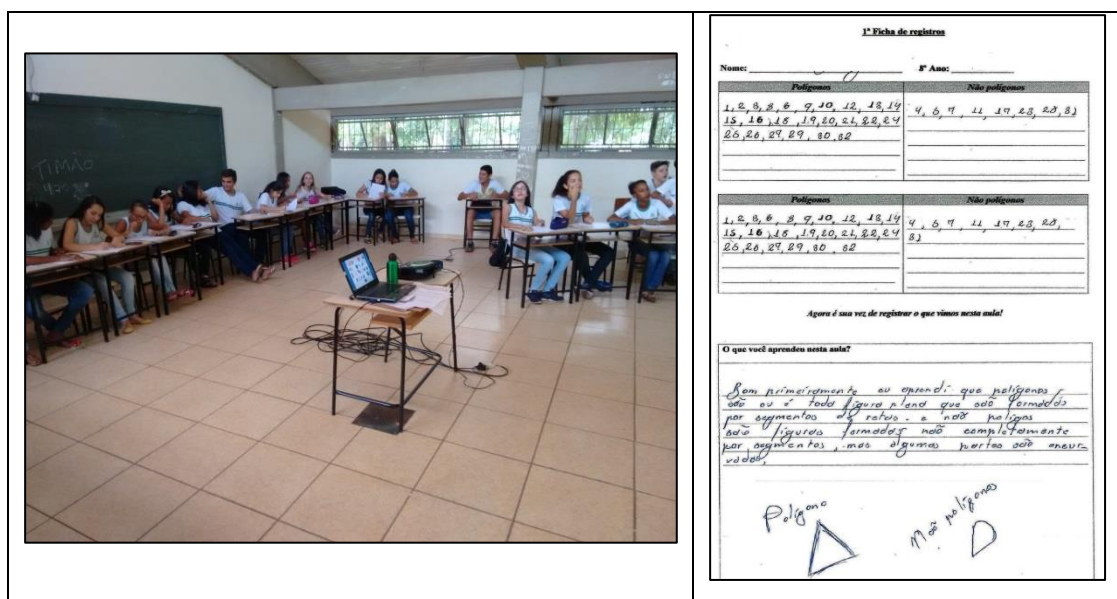 TIMÃO
1ª Ficha de registros
Nome: 8º Ano:
Polígonos Não polígonos
1, 2, 3, 8, 6, 9, 10, 12, 13, 14 4, 5, 7, 11, 17, 23, 28, 31
15, 16, 18, 19, 20, 21, 22, 24
25, 26, 27, 29, 30, 32
Polígonos Não polígonos
1, 2, 3, 6, 8, 9, 10, 12, 13, 14 4, 5, 7, 11, 17, 23, 28,
15, 16, 18, 19, 20, 21, 22, 24 31
25, 26, 27, 29, 30, 32
Agora é sua vez de registrar o que vimos nesta aula!
O que você aprendeu nesta aula?
Bom primeiramente eu aprendi que polígonos
são ou é toda figura plana que são formadas
por segmentos de retas. e não poligos
são figuras formadas não completamente
por segmentos, mas algumas partes são encur-
vadas.
Polígono
Não polígonos